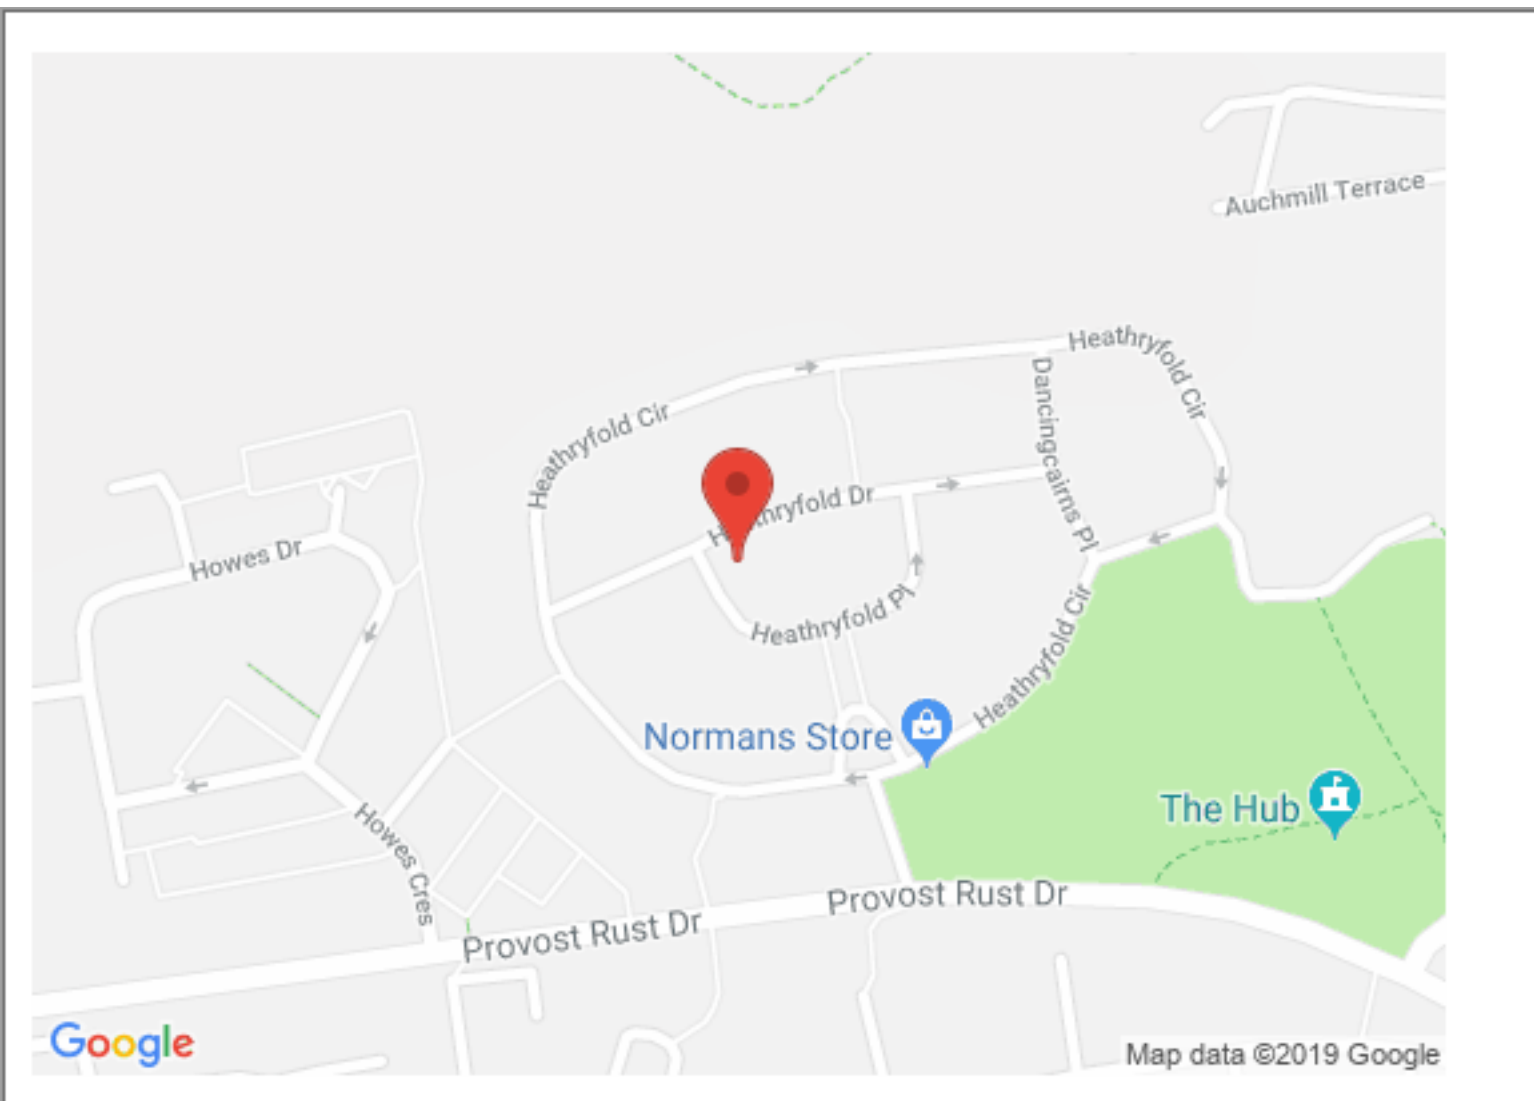 Auchmill Terrace
Heathryfold Cir
Heathryfold Cir
Dancingcairns Pl
Heathryfold Dr
Howes Dr
Heathryfold Pl
Heathryfold Cir
Normans Store
The Hub
Howes Cres
Provost Rust Dr
Provost Rust Dr
Google
Map data ©2019 Google